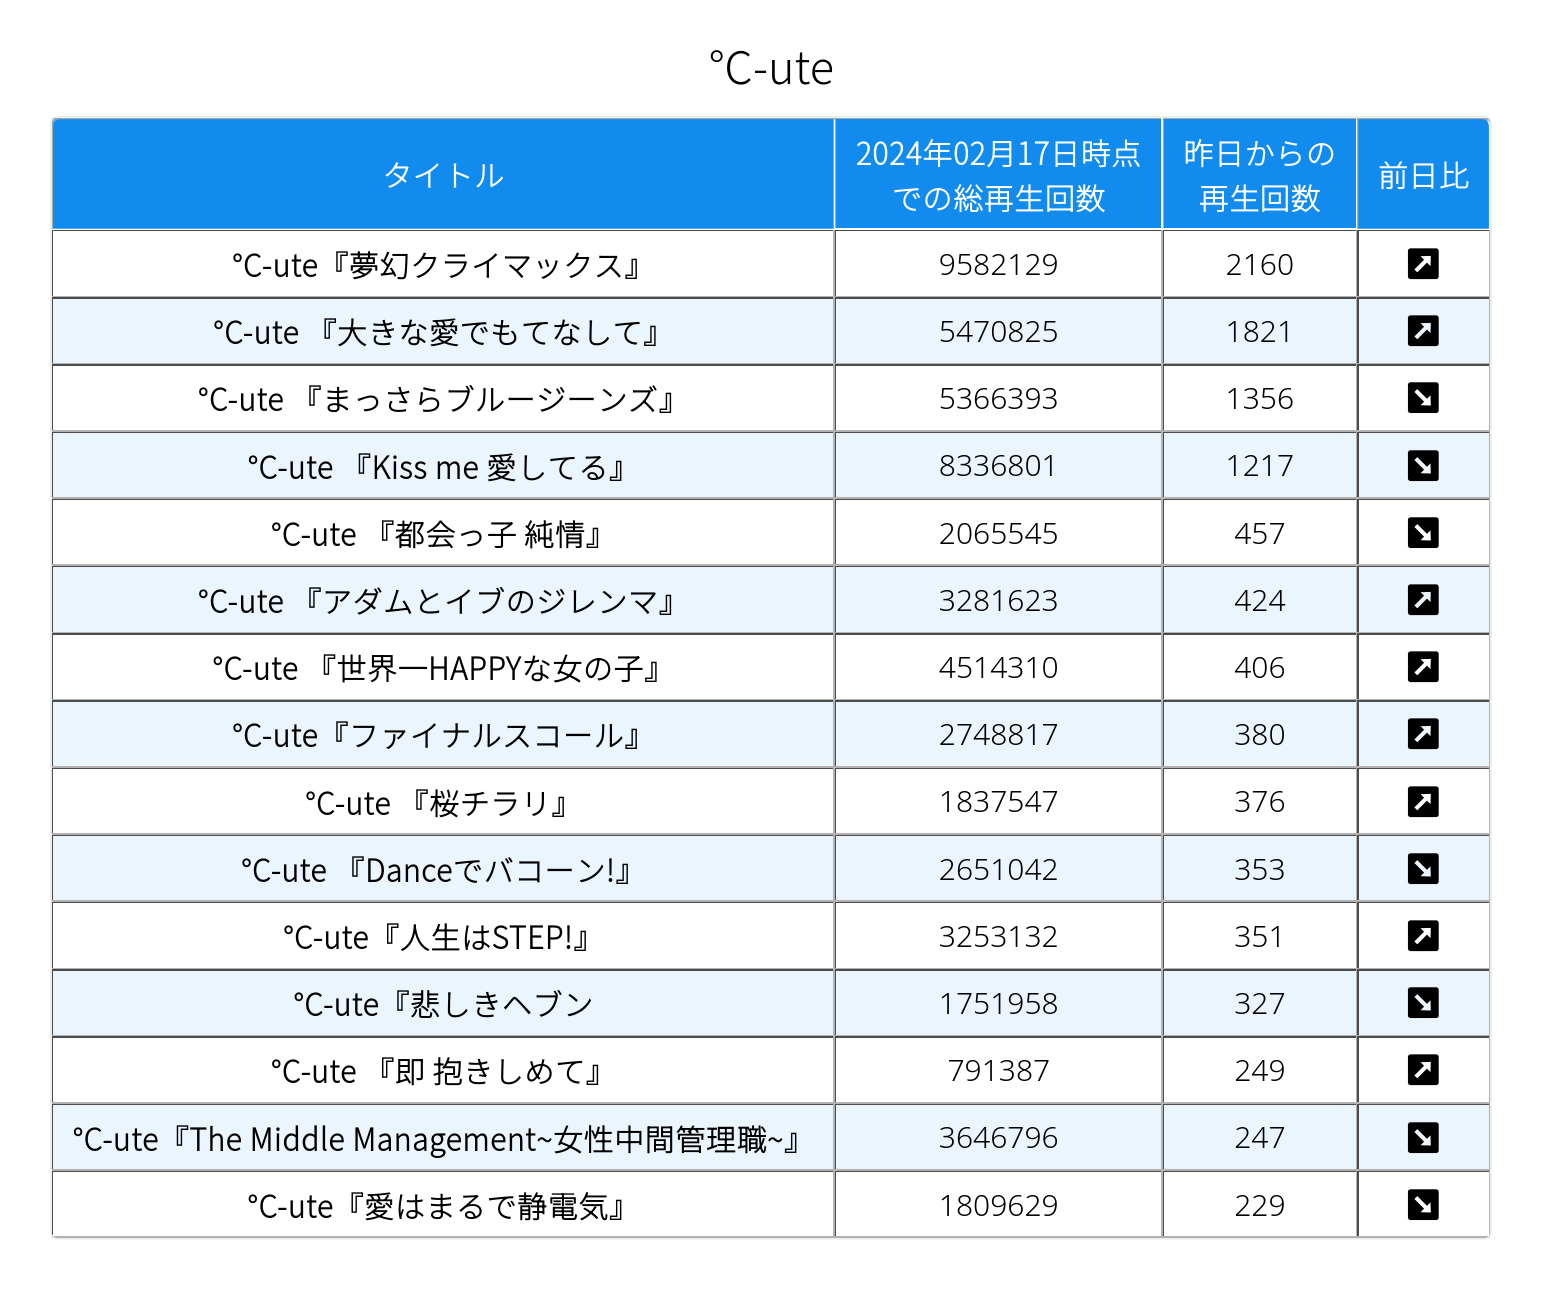 ℃-ute
タイトル
2024年02月17日時点
での総再生回数
昨日からの
再生回数
前日比
℃-ute『夢幻クライマックス』 9582129 2160
℃-ute 『大きな愛でもてなして』 5470825 1821
℃-ute 『まっさらブルージーンズ』 5366393 1356
℃-ute 『Kiss me 愛してる』 8336801 1217
℃-ute 『都会っ子 純情』 2065545 457
℃-ute 『アダムとイブのジレンマ』 3281623 424
℃-ute 『世界一HAPPYな女の子』 4514310 406
℃-ute『ファイナルスコール』 2748817 380
℃-ute 『桜チラリ』 1837547 376
℃-ute 『Danceでバコーン!』 2651042 353
℃-ute『人生はSTEP!』 3253132 351
℃-ute『悲しきヘブン 1751958 327
℃-ute 『即 抱きしめて』 791387 249
℃-ute『The Middle Management~女性中間管理職~』 3646796 247
℃-ute『愛はまるで静電気』 1809629 229